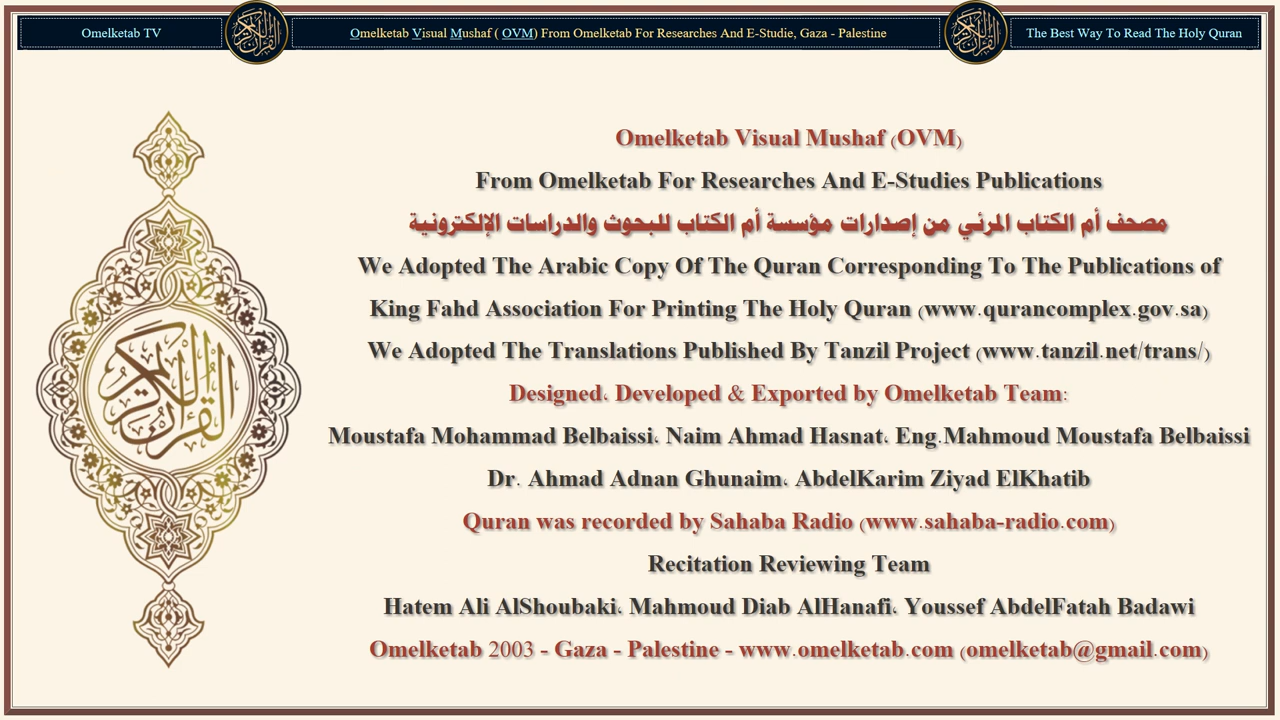 Omelketab TV
Omelketab Visual Mushaf ( OVM) From Omelketab For Researches And E-Studie, Gaza - Palestine
The Best Way To Read The Holy Quran
القرآن الكريم
القرآن الكريم
القرآن الكريم
Omelketab Visual Mushaf (OVM)
From Omelketab For Researches And E-Studies Publications
مصحف أم الكتاب المرئي من إصدارات مؤسسة أم الكتاب للبحوث والدراسات الإلكترونية
We Adopted The Arabic Copy Of The Quran Corresponding To The Publications of
King Fahd Association For Printing The Holy Quran (www.qurancomplex.gov.sa)
We Adopted The Translations Published By Tanzil Project (www.tanzil.net/trans/)
Designed، Developed & Exported by Omelketab Team:
Moustafa Mohammad Belbaissi، Naim Ahmad Hasnat، Eng.Mahmoud Moustafa Belbaissi
Dr. Ahmad Adnan Ghunaim، AbdelKarim Ziyad ElKhatib
Quran was recorded by Sahaba Radio (www.sahaba-radio.com)
Recitation Reviewing Team
Hatem Ali AlShoubaki، Mahmoud Diab AlHanafi، Youssef AbdelFatah Badawi
Omelketab 2003 - Gaza - Palestine - www.omelketab.com (omelketab@gmail.com)